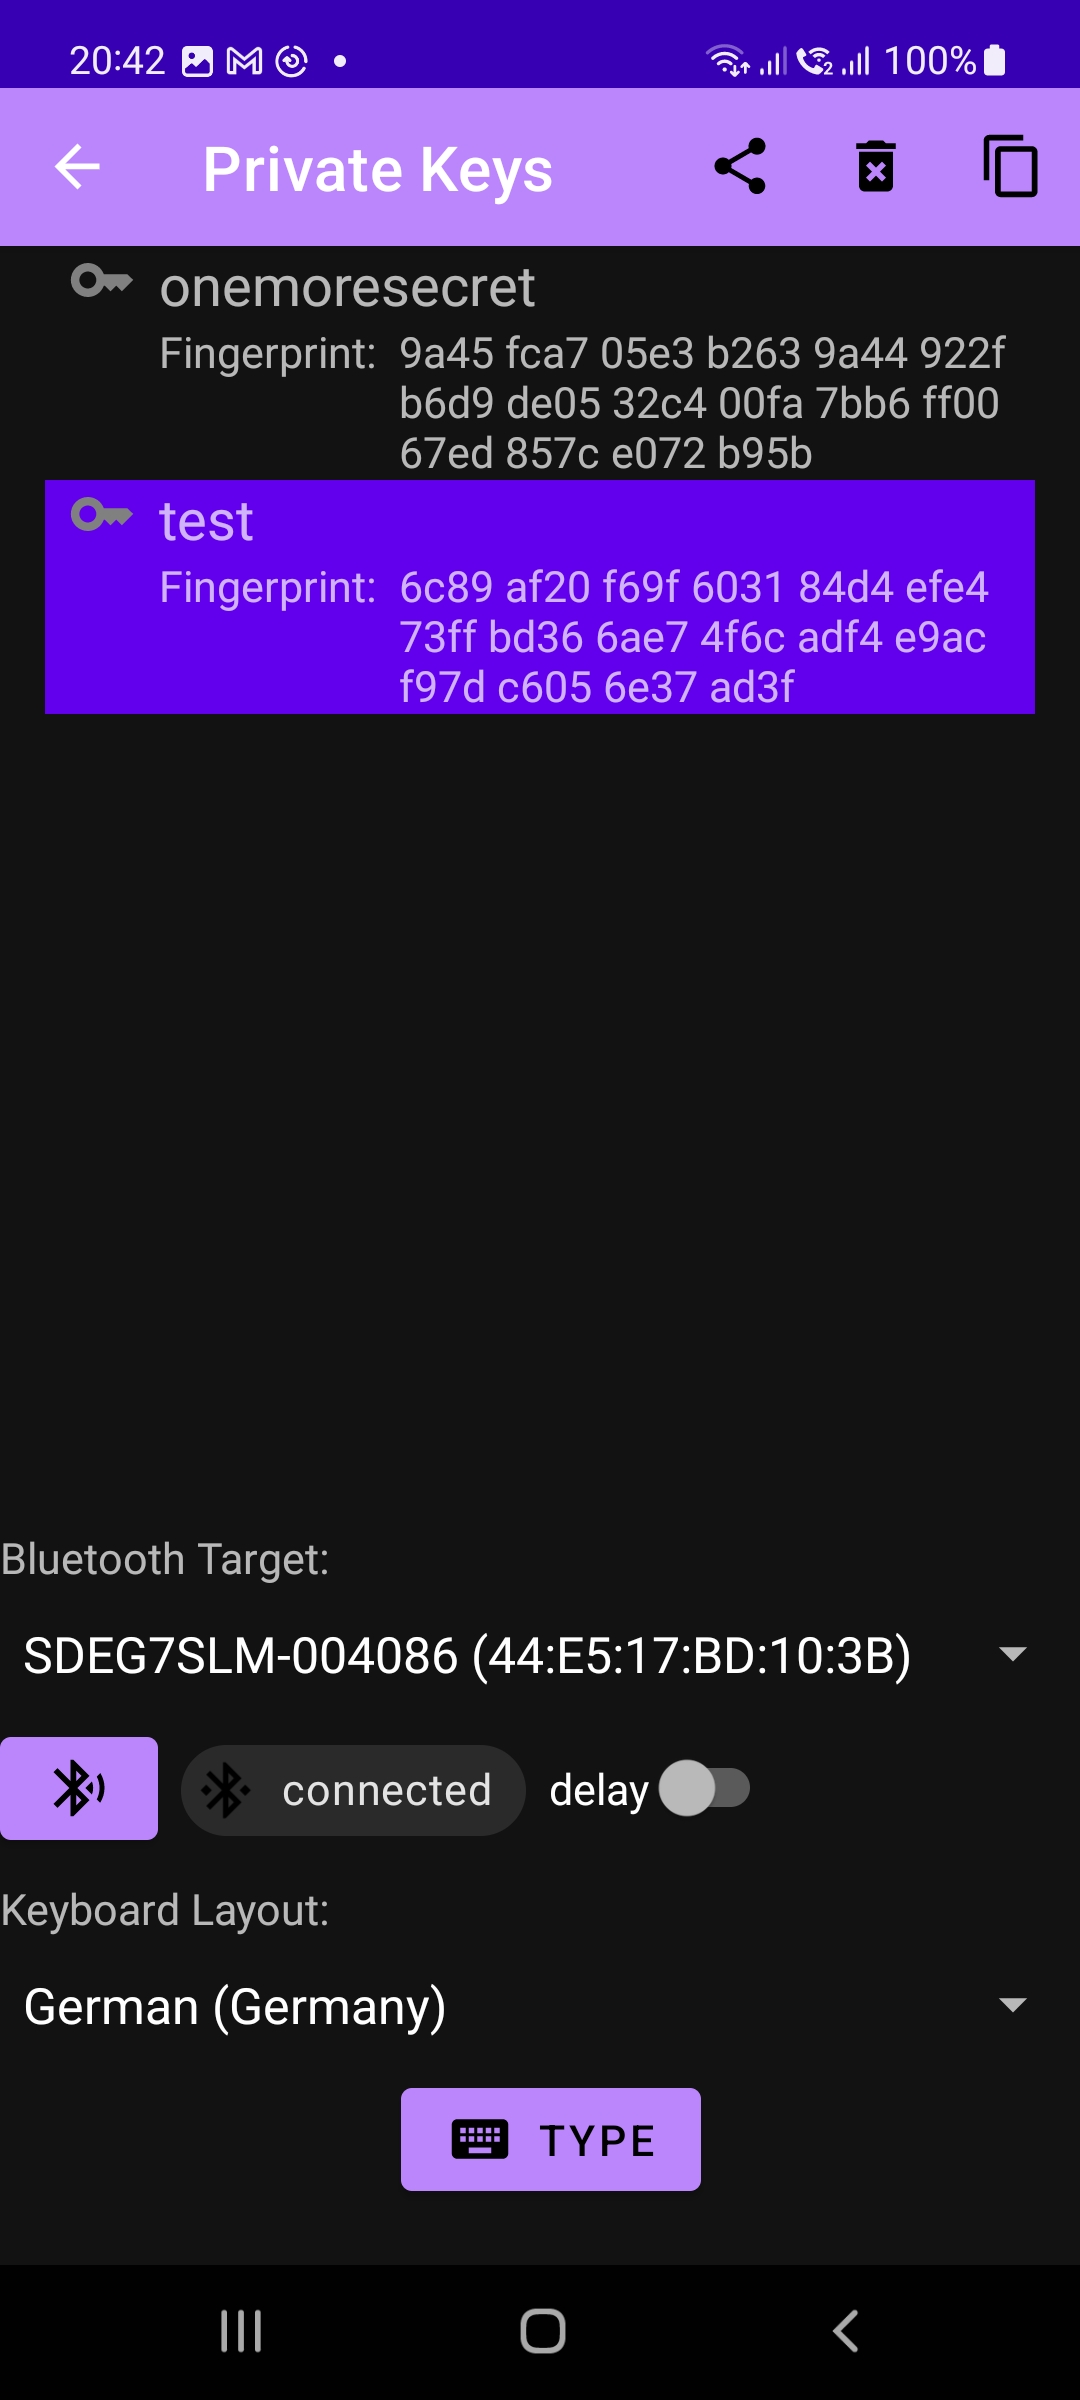 20:42 100%
Private Keys
onemoresecret
Fingerprint: 9a45 fca7 05e3 b263 9a44 922f
b6d9 de05 32c4 00fa 7bb6 ff00
67ed 857c e072 b95b
test
Fingerprint: 6c89 af20 f69f 6031 84d4 efe4
73ff bd36 6ae7 4f6c adf4 e9ac
f97d c605 6e37 ad3f
Bluetooth Target:
SDEG7SLM-004086 (44:E5:17:BD:10:3B)
connected delay
Keyboard Layout:
German (Germany)
TYPE